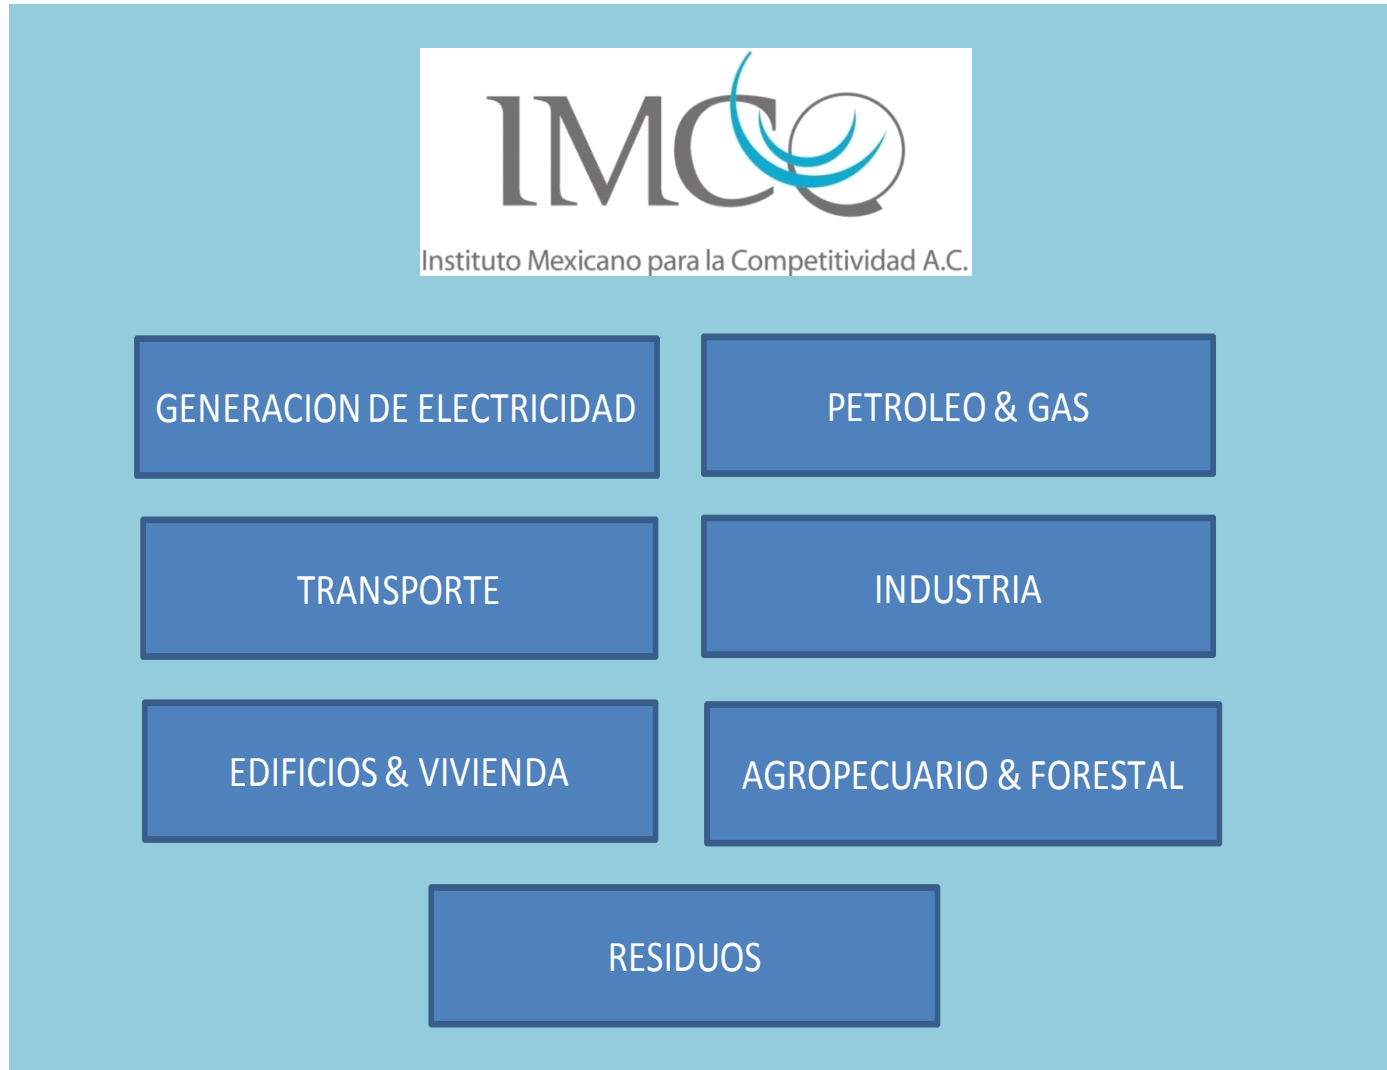 IMCO
Instituto Mexicano para la Competitividad A.C.
GENERACION DE ELECTRICIDAD
PETROLEO & GAS
TRANSPORTE
INDUSTRIA
EDIFICIOS & VIVIENDA
AGROPECUARIO & FORESTAL
RESIDUOS